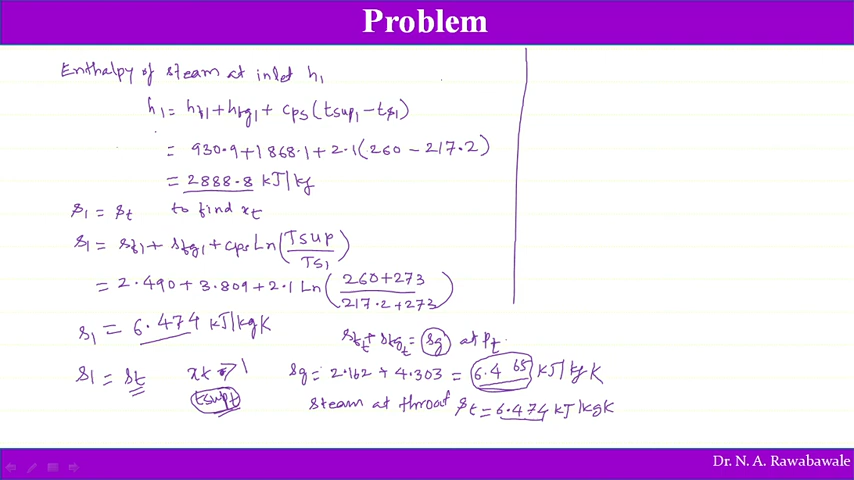 Problem
Enthalpy of steam at inlet h₁
h₁ = hf₁ + hfg₁ + cps (tsup₁ − ts₁)
= 930.9 + 1868.1 + 2.1 (260 − 217.2)
= 2888.8 kJ/kg
s₁ = st to find xt
s₁ = sf₁ + sfg₁ + cps Ln (Tsup/Ts₁)
= 2.490 + 3.809 + 2.1 Ln (260+273/217.2+273)
s₁ = 6.474 kJ/kgK
sft + sfgt = sg at Pt.
s₁ = st xt > 1
sg = 2.162 + 4.303 = 6.465 kJ/kgK
tsupt
steam at throat st = 6.474 kJ/kgK
Dr. N. A. Rawabawale